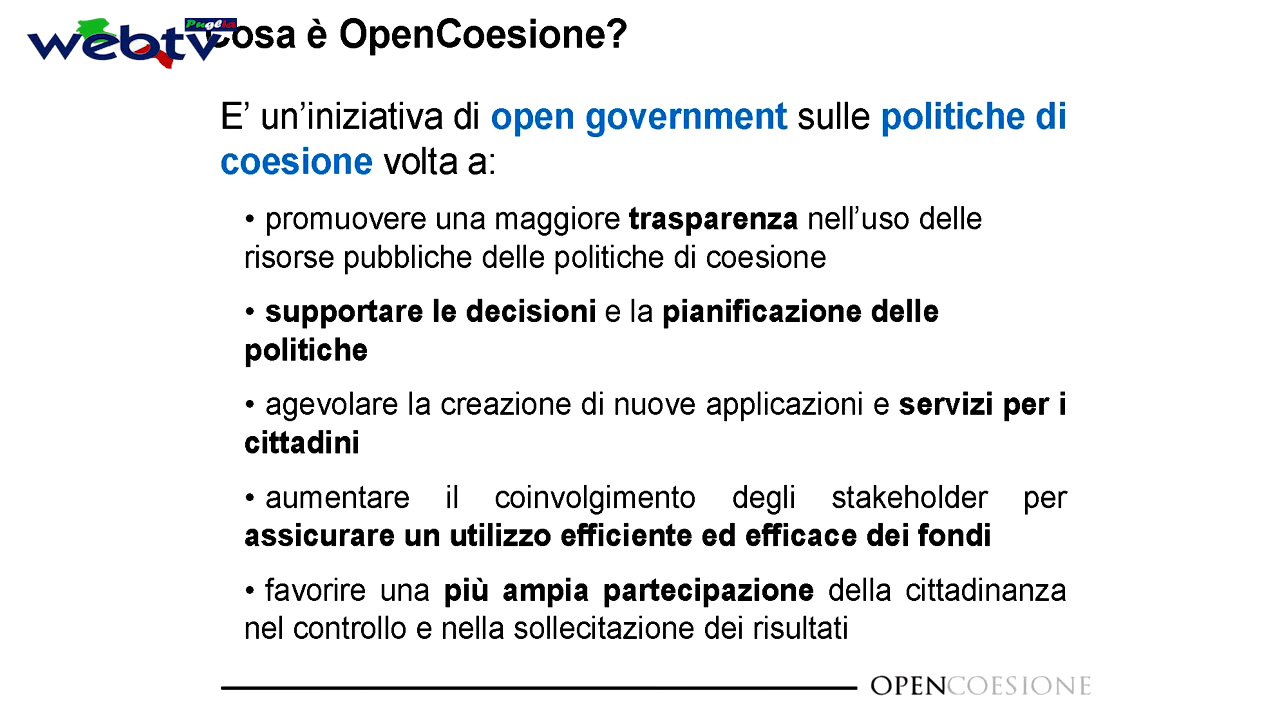 webtv Puglia
Cosa è OpenCoesione?
E’ un’iniziativa di open government sulle politiche di
coesione volta a:
• promuovere una maggiore trasparenza nell’uso delle
risorse pubbliche delle politiche di coesione
• supportare le decisioni e la pianificazione delle
politiche
• agevolare la creazione di nuove applicazioni e servizi per i
cittadini
• aumentare il coinvolgimento degli stakeholder per
assicurare un utilizzo efficiente ed efficace dei fondi
• favorire una più ampia partecipazione della cittadinanza
nel controllo e nella sollecitazione dei risultati
OPENCOESIONE